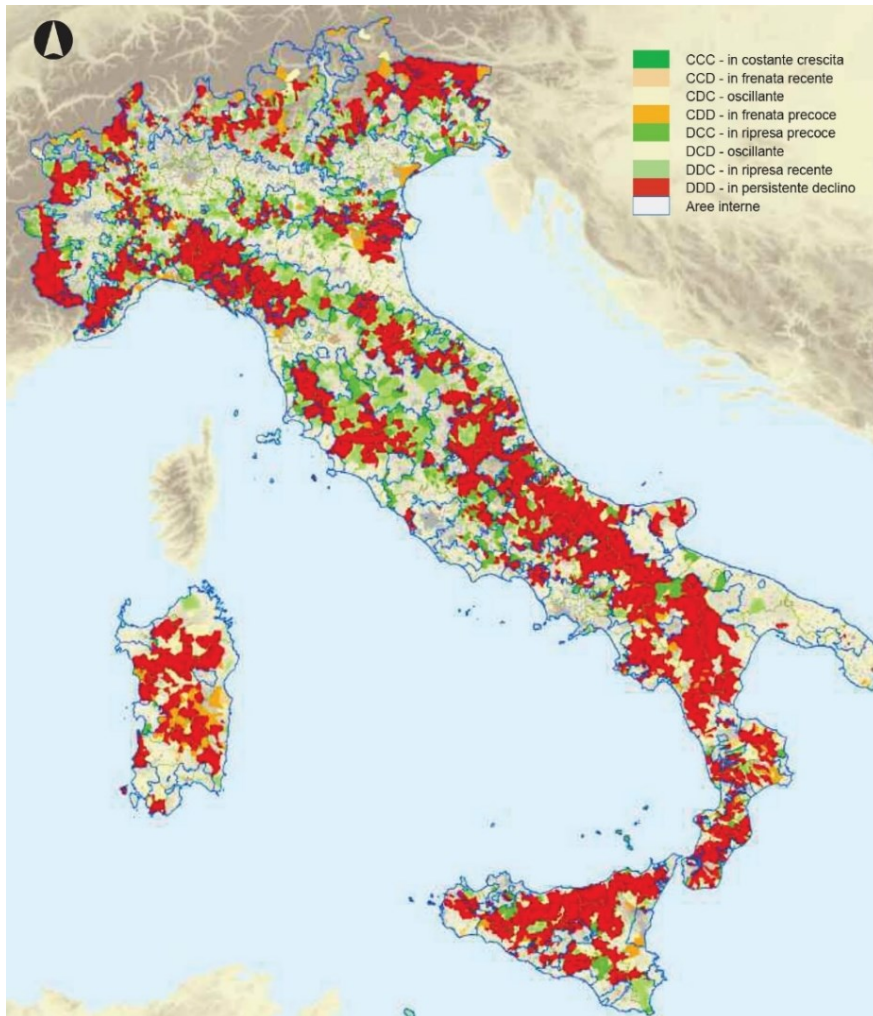 CCC - in costante crescita
CCD - in frenata recente
CDC - oscillante
CDD - in frenata precoce
DCC - in ripresa precoce
DCD - oscillante
DDC - in ripresa recente
DDD - in persistente declino
Aree interne